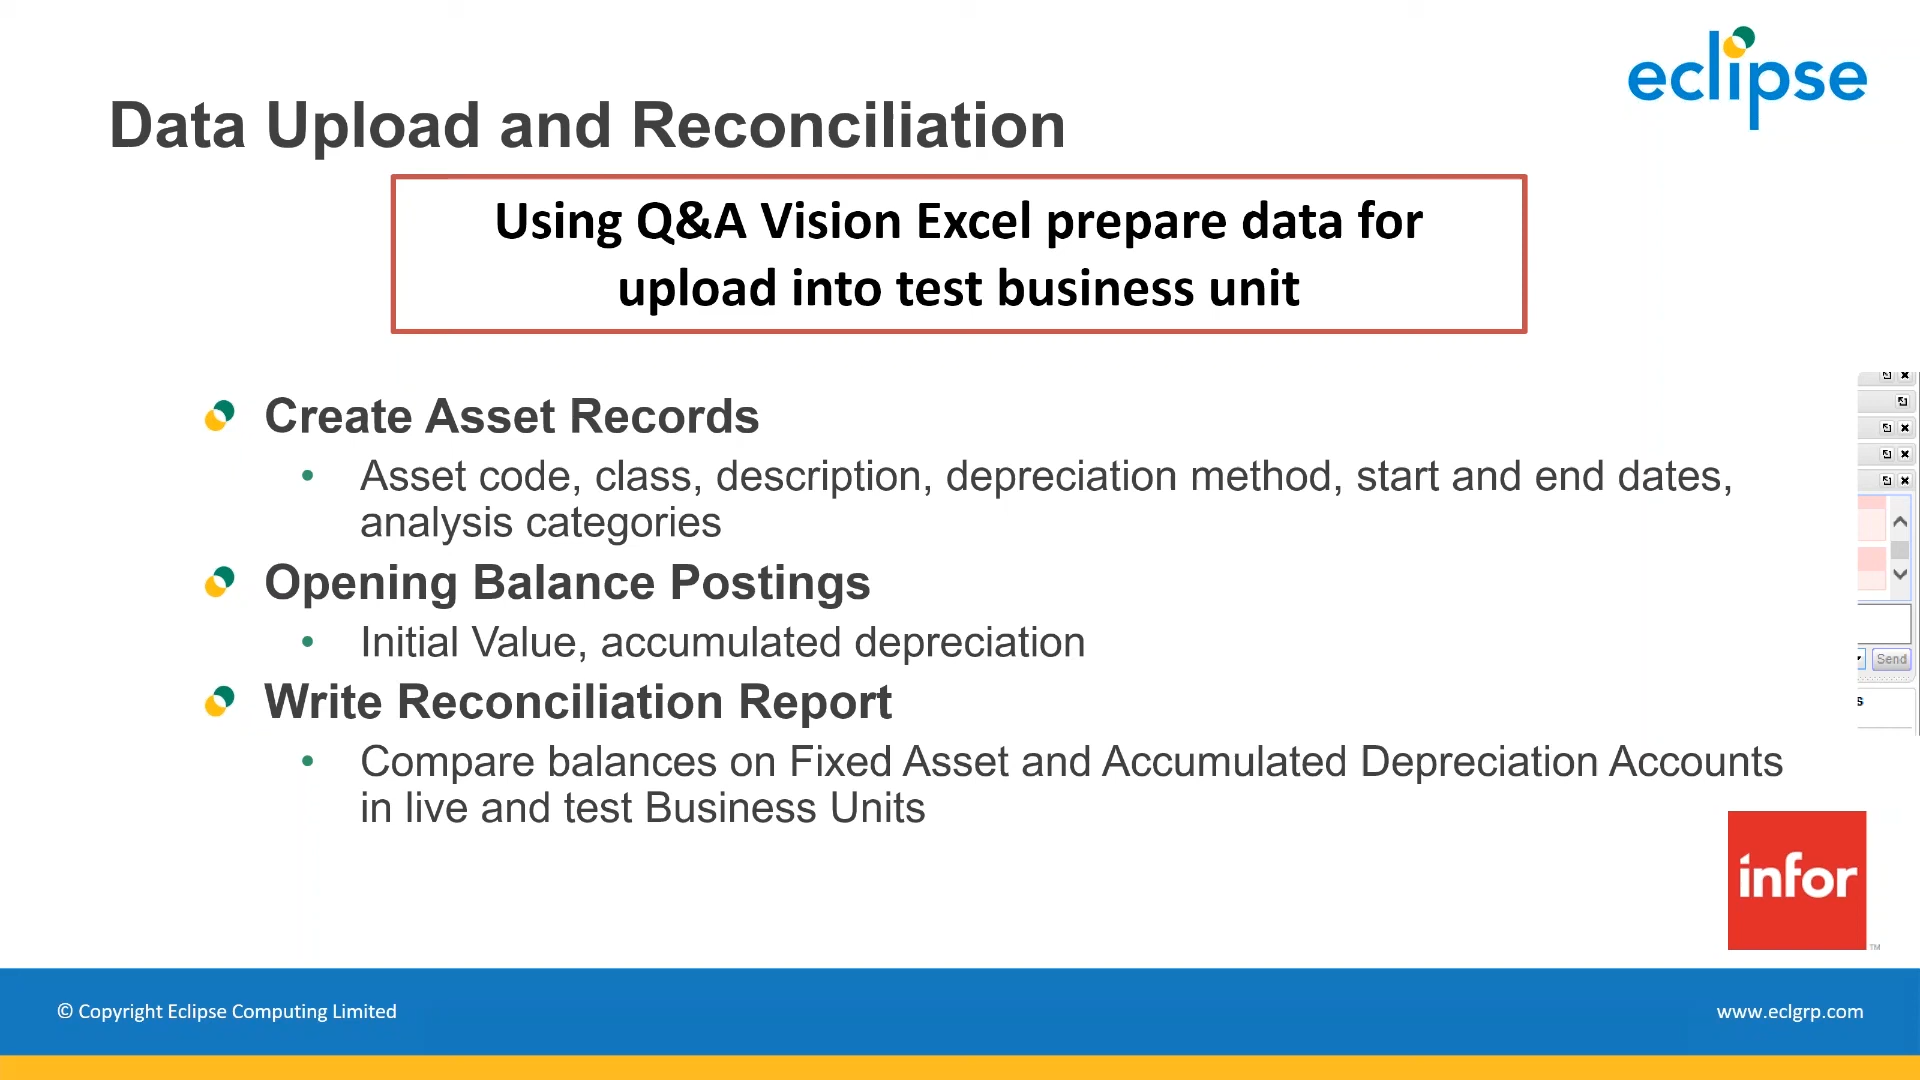 eclipse
Data Upload and Reconciliation
Using Q&A Vision Excel prepare data for
upload into test business unit
Create Asset Records
• Asset code, class, description, depreciation method, start and end dates,
analysis categories
Opening Balance Postings
• Initial Value, accumulated depreciation
Send
s
Write Reconciliation Report
• Compare balances on Fixed Asset and Accumulated Depreciation Accounts
in live and test Business Units
infor
TM
© Copyright Eclipse Computing Limited
www.eclgrp.com